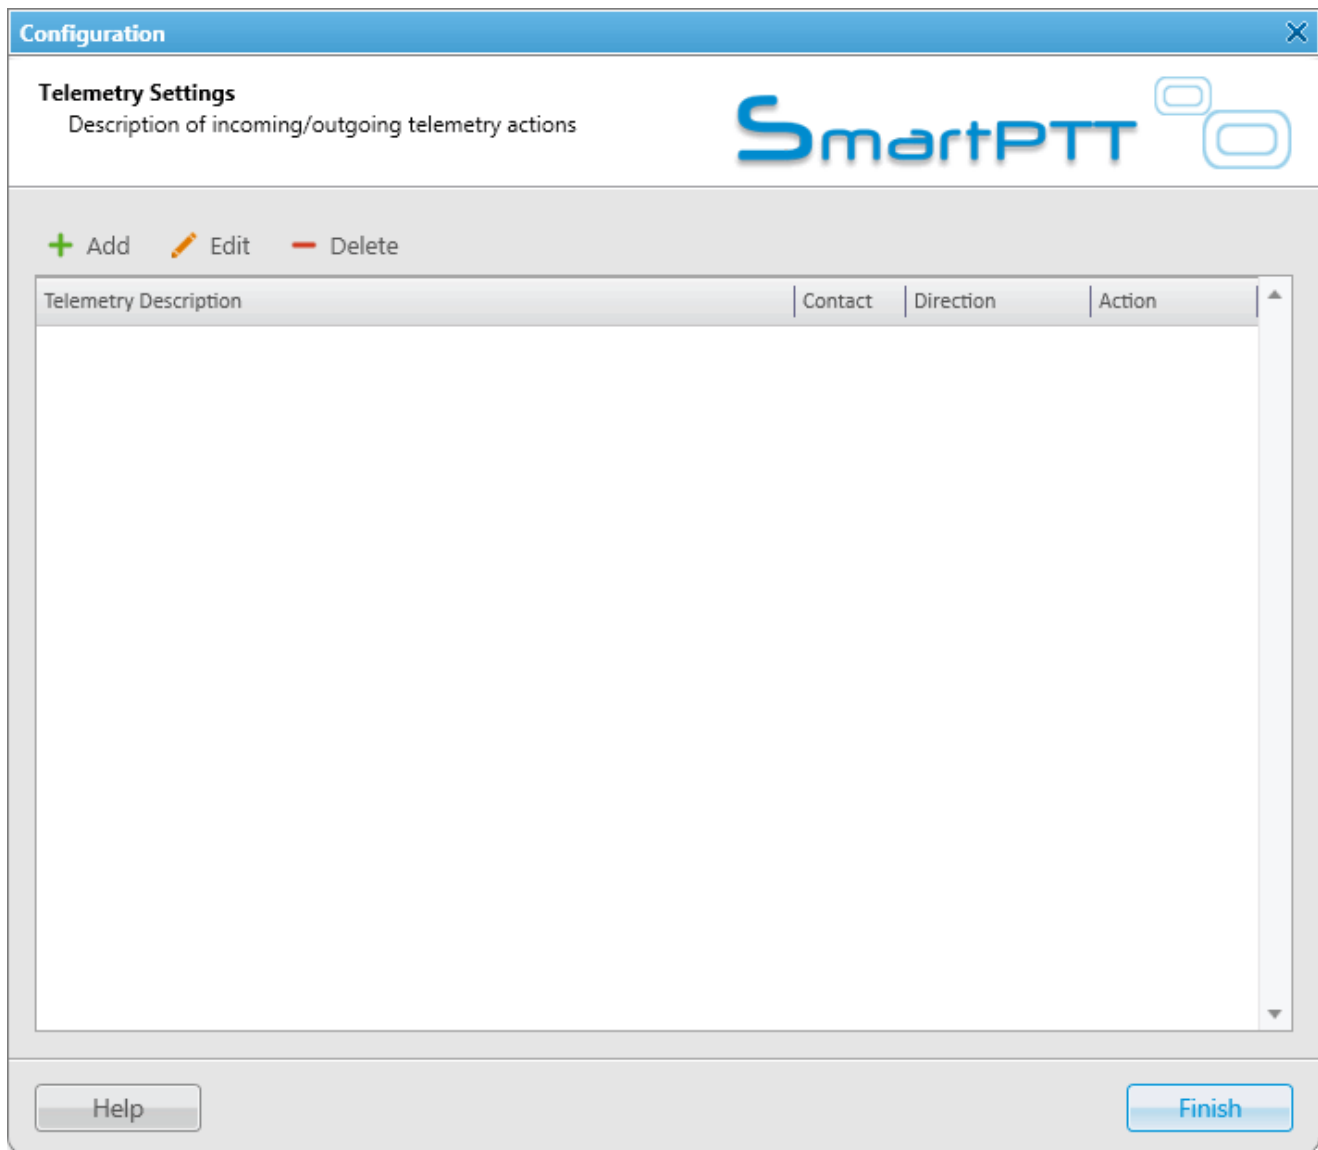 Configuration
Telemetry Settings
Description of incoming/outgoing telemetry actions
SmartPTT
Add Edit Delete
Telemetry Description Contact Direction Action
Help Finish